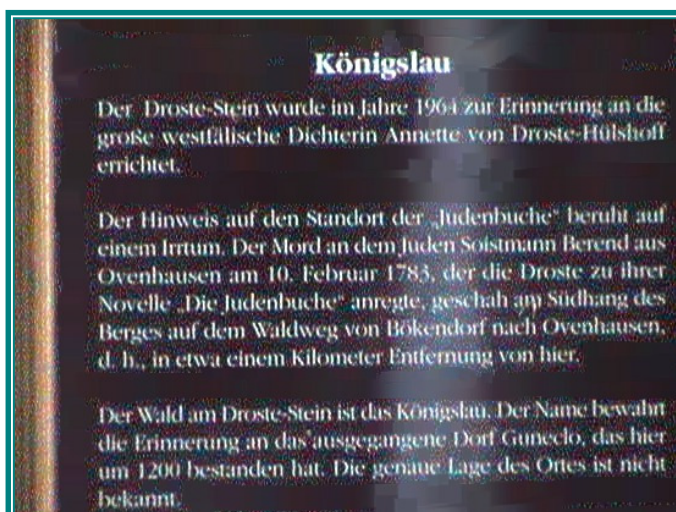 Königslau
Der Droste-Stein wurde im Jahre 1964 zur Erinnerung an die
große westfälische Dichterin Annette von Droste-Hülshoff
errichtet.
Der Hinweis auf den Standort der „Judenbuche" beruht auf
einem Irrtum. Der Mord an dem Juden Soistmann Berend aus
Ovenhausen am 10. Februar 1783, der die Droste zu ihrer
Novelle „Die Judenbuche" anregte, geschah am Südhang des
Berges auf dem Waldweg von Bökendorf nach Ovenhausen,
d. h., in etwa einem Kilometer Entfernung von hier.
Der Wald am Droste-Stein ist das Königslau. Der Name bewahrt
die Erinnerung an das ausgegangene Dorf Guneclo, das hier
um 1200 bestanden hat. Die genaue Lage des Ortes ist nicht
bekannt.